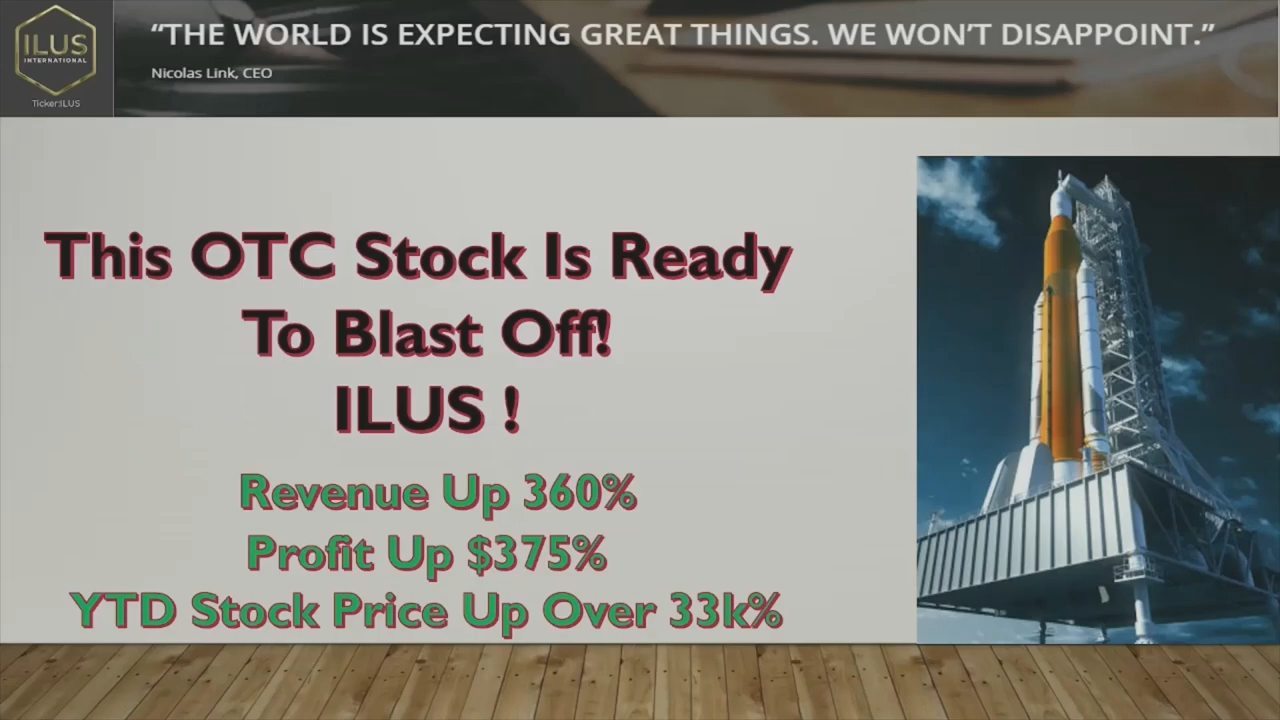 ILUS
INTERNATIONAL
Ticker:ILUS
“THE WORLD IS EXPECTING GREAT THINGS. WE WON’T DISAPPOINT.”
Nicolas Link, CEO
This OTC Stock Is Ready
To Blast Off!
ILUS !
Revenue Up 360%
Profit Up $375%
YTD Stock Price Up Over 33k%